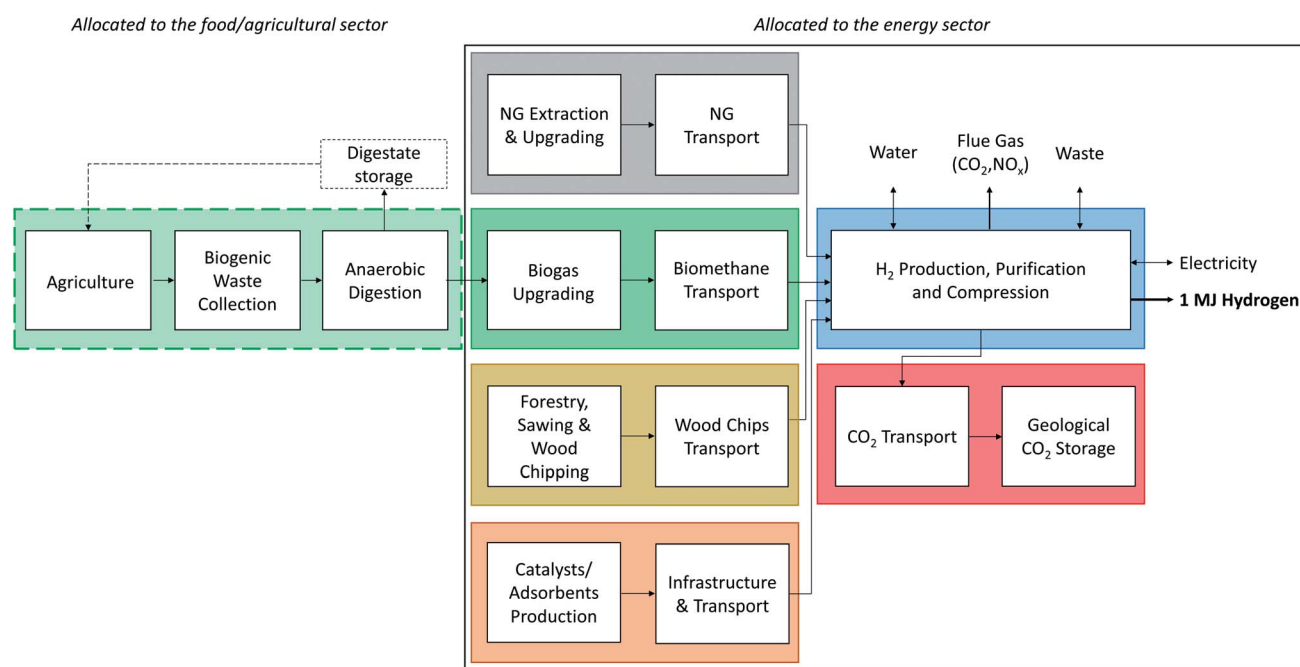 Allocated to the food/agricultural sector
Allocated to the energy sector
NG Extraction
& Upgrading
NG
Transport
Digestate
storage
Water
Flue Gas
(CO₂,NOₓ)
Waste
Agriculture
Biogenic
Waste
Collection
Anaerobic
Digestion
Biogas
Upgrading
Biomethane
Transport
H₂ Production, Purification
and Compression
Electricity
1 MJ Hydrogen
Forestry,
Sawing &
Wood
Chipping
Wood Chips
Transport
CO₂ Transport
Geological
CO₂ Storage
Catalysts/
Adsorbents
Production
Infrastructure
& Transport